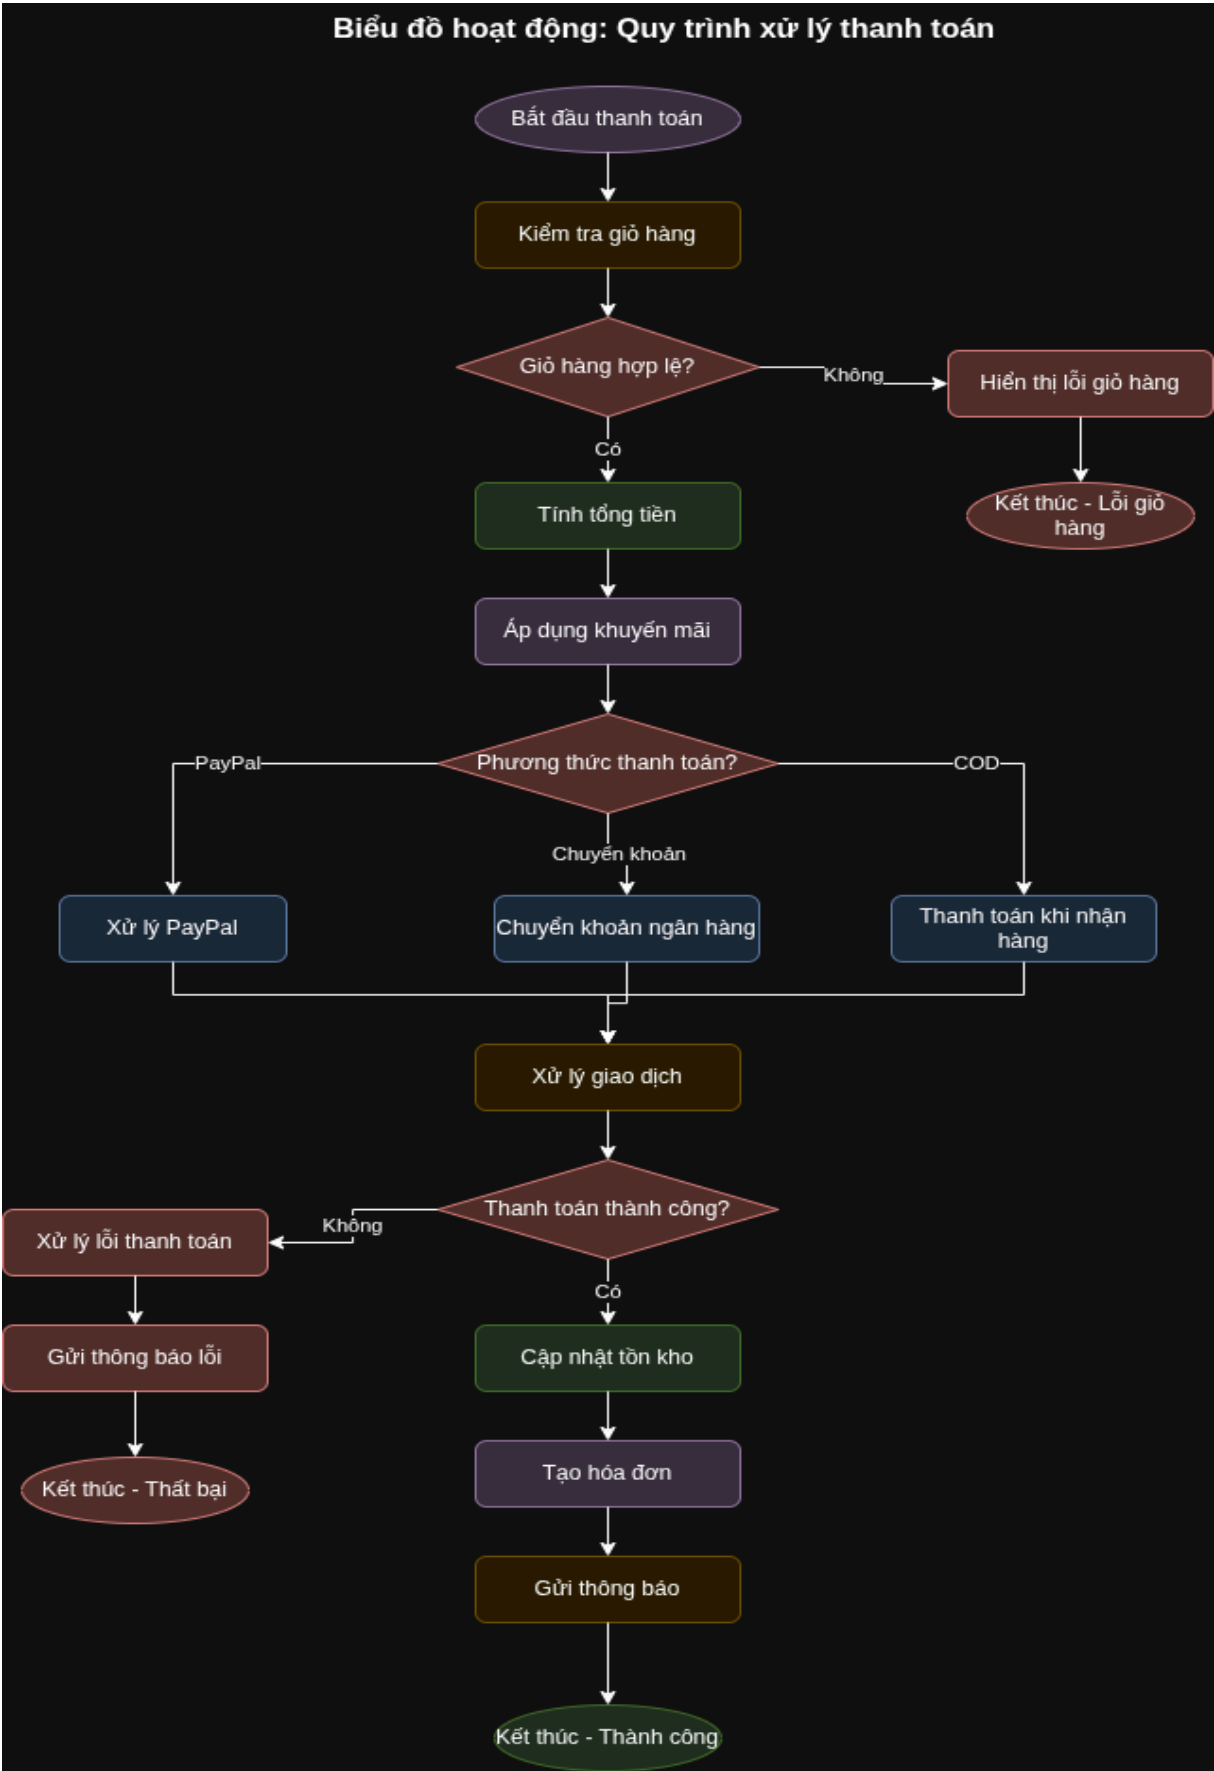 Biểu đồ hoạt động: Quy trình xử lý thanh toán
Bắt đầu thanh toán
Kiểm tra giỏ hàng
Giỏ hàng hợp lệ?
Không
Hiển thị lỗi giỏ hàng
Kết thúc - Lỗi giỏ
hàng
Có
Tính tổng tiền
Áp dụng khuyến mãi
Phương thức thanh toán?
PayPal
COD
Chuyển khoản
Xử lý PayPal
Chuyển khoản ngân hàng
Thanh toán khi nhận
hàng
Xử lý giao dịch
Thanh toán thành công?
Không
Xử lý lỗi thanh toán
Gửi thông báo lỗi
Kết thúc - Thất bại
Có
Cập nhật tồn kho
Tạo hóa đơn
Gửi thông báo
Kết thúc - Thành công